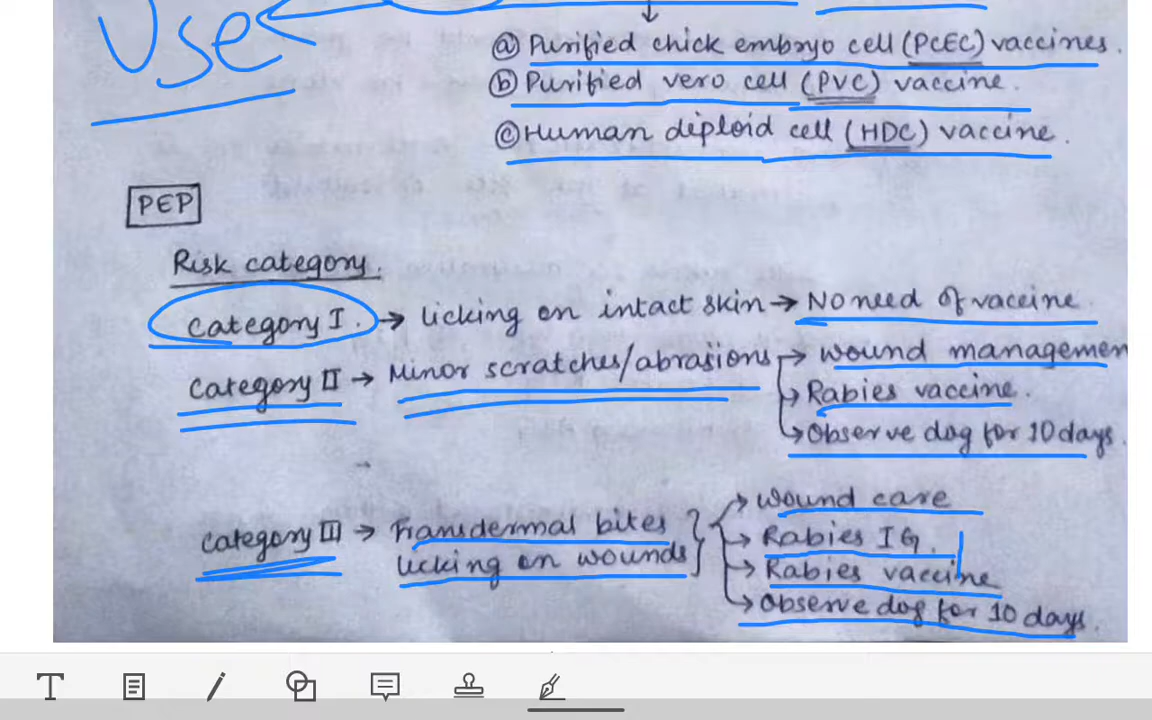 Use
ⓐ Purified chick embryo cell (PCEC) vaccines.
ⓑ Purified vero cell (PVC) vaccine.
ⓒ Human diploid cell (HDC) vaccine.
PEP
Risk category.
Category I. → licking on intact skin → No need of vaccine.
Category II → Minor scratches/abrasions → wound managemen
→ Rabies vaccine.
→ Observe dog for 10 days.
Category III → Transdermal bites
licking on wounds
→ Wound care
→ Rabies IG.
→ Rabies vaccine
→ Observe dog for 10 days.